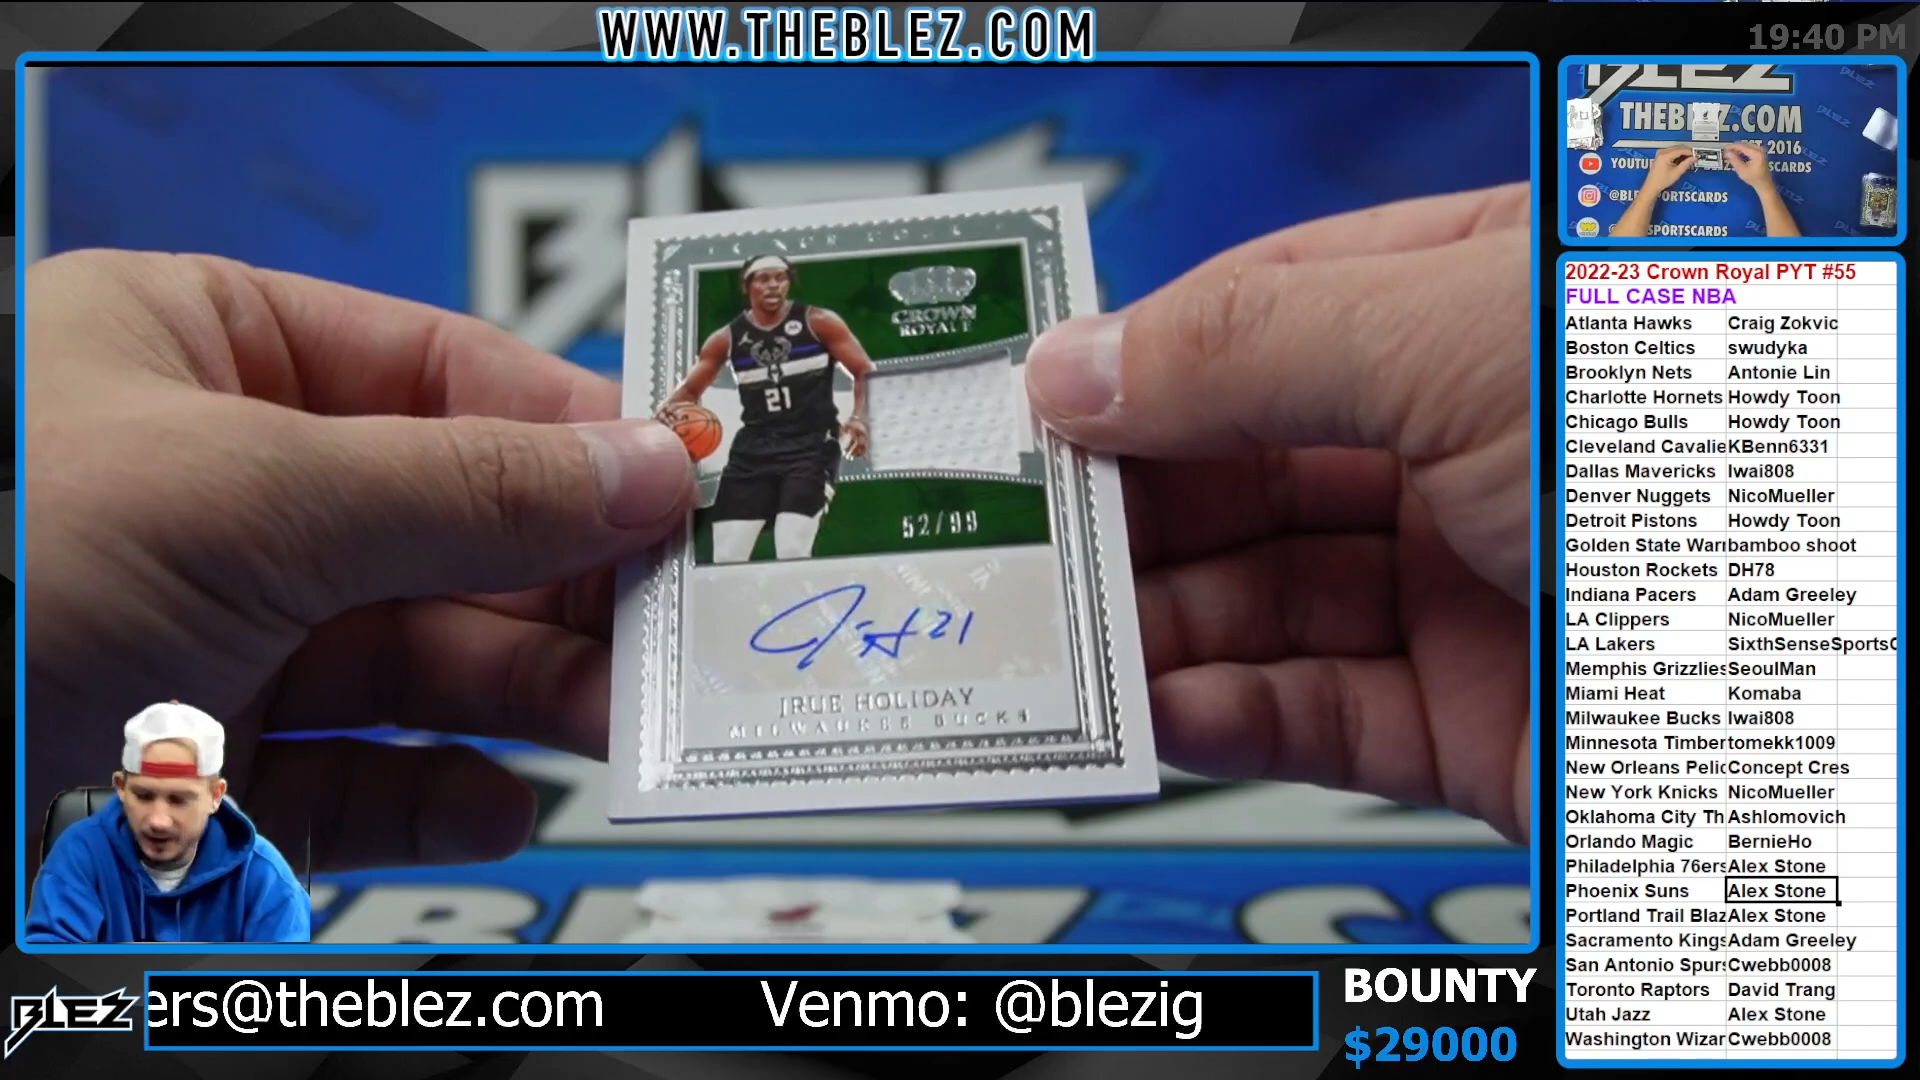 WWW.THEBLEZ.COM
19:40 PM
BLEZ
THEBLEZ.COM
EST 2016
@BLEZSPORTSCARDS
CROWN
ROYALE
21
52/99
JRUE HOLIDAY
MILWAUKEE BUCKS
2022-23 Crown Royal PYT #55
FULL CASE NBA
Atlanta Hawks Craig Zokvic
Boston Celtics swudyka
Brooklyn Nets Antonie Lin
Charlotte Hornets Howdy Toon
Chicago Bulls Howdy Toon
Cleveland Cavalie KBenn6331
Dallas Mavericks Iwai808
Denver Nuggets NicoMueller
Detroit Pistons Howdy Toon
Golden State Warr bamboo shoot
Houston Rockets DH78
Indiana Pacers Adam Greeley
LA Clippers NicoMueller
LA Lakers SixthSenseSportsC
Memphis Grizzlies SeoulMan
Miami Heat Komaba
Milwaukee Bucks Iwai808
Minnesota Timber tomekk1009
New Orleans Pelic Concept Cres
New York Knicks NicoMueller
Oklahoma City Th Ashlomovich
Orlando Magic BernieHo
Philadelphia 76ers Alex Stone
Phoenix Suns Alex Stone
Portland Trail Blaz Alex Stone
Sacramento Kings Adam Greeley
San Antonio Spurs Cwebb0008
Toronto Raptors David Trang
Utah Jazz Alex Stone
Washington Wizar Cwebb0008
BLEZ
ers@theblez.com Venmo: @blezig
BOUNTY
$29000